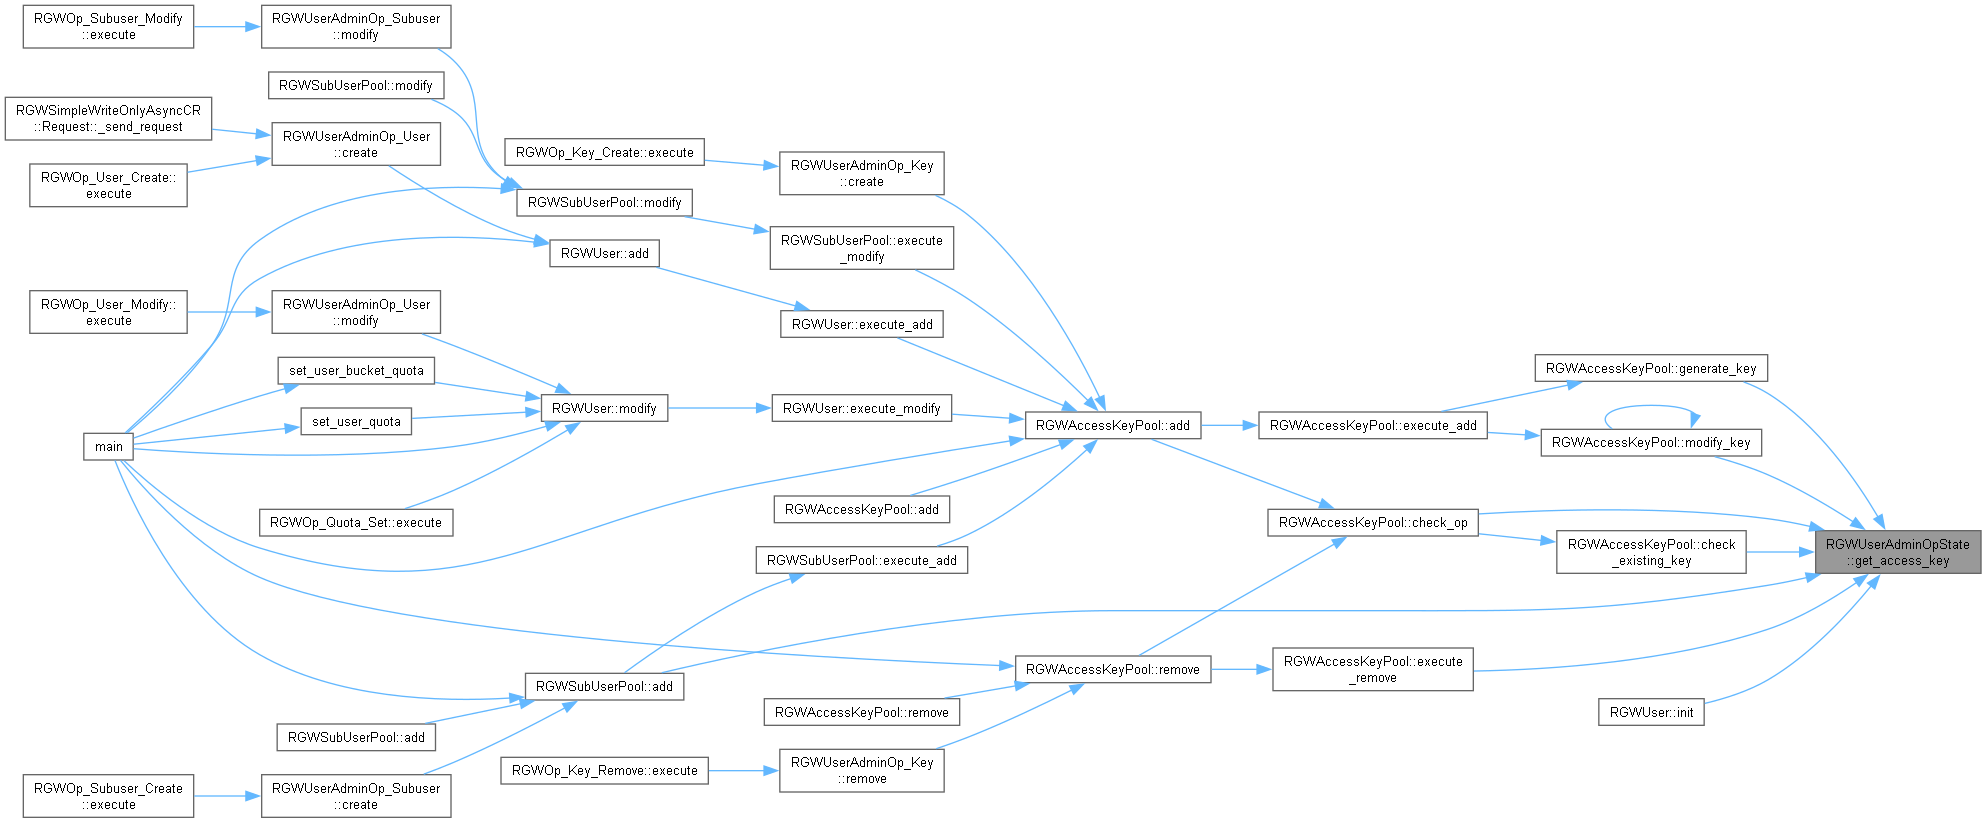 RGWOp_Subuser_Modify
::execute
RGWUserAdminOp_Subuser
::modify
RGWSubUserPool::modify
RGWSimpleWriteOnlyAsyncCR
::Request::_send_request
RGWUserAdminOp_User
::create
RGWOp_User_Create::
execute
RGWOp_Key_Create::execute
RGWUserAdminOp_Key
::create
RGWSubUserPool::modify
RGWSubUserPool::execute
_modify
RGWUser::add
RGWOp_User_Modify::
execute
RGWUserAdminOp_User
::modify
RGWUser::execute_add
set_user_bucket_quota
RGWAccessKeyPool::generate_key
set_user_quota
RGWUser::modify
RGWUser::execute_modify
RGWAccessKeyPool::add
RGWAccessKeyPool::execute_add
RGWAccessKeyPool::modify_key
main
RGWOp_Quota_Set::execute
RGWAccessKeyPool::add
RGWAccessKeyPool::check_op
RGWSubUserPool::execute_add
RGWAccessKeyPool::check
_existing_key
RGWUserAdminOpState
::get_access_key
RGWSubUserPool::add
RGWAccessKeyPool::remove
RGWAccessKeyPool::execute
_remove
RGWAccessKeyPool::remove
RGWUser::init
RGWSubUserPool::add
RGWOp_Key_Remove::execute
RGWUserAdminOp_Key
::remove
RGWOp_Subuser_Create
::execute
RGWUserAdminOp_Subuser
::create